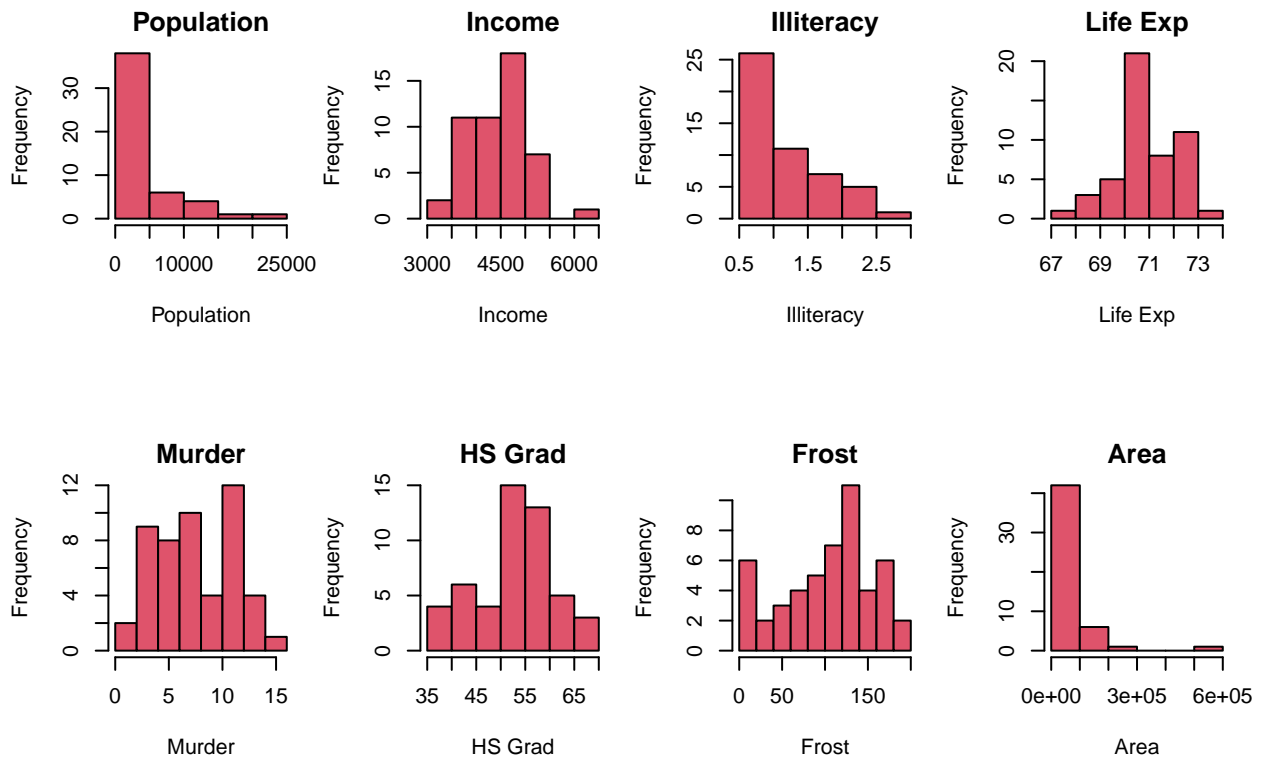 Population
Frequency
0 10 20 30
0 10000 25000
Population
Income
Frequency
0 5 10 15
3000 4500 6000
Income
Illiteracy
Frequency
0 5 15 25
0.5 1.5 2.5
Illiteracy
Life Exp
Frequency
0 5 10 20
67 69 71 73
Life Exp
Murder
Frequency
0 4 8 12
0 5 10 15
Murder
HS Grad
Frequency
0 5 10 15
35 45 55 65
HS Grad
Frost
Frequency
0 2 4 6 8
0 50 150
Frost
Area
Frequency
0 10 30
0e+00 3e+05 6e+05
Area